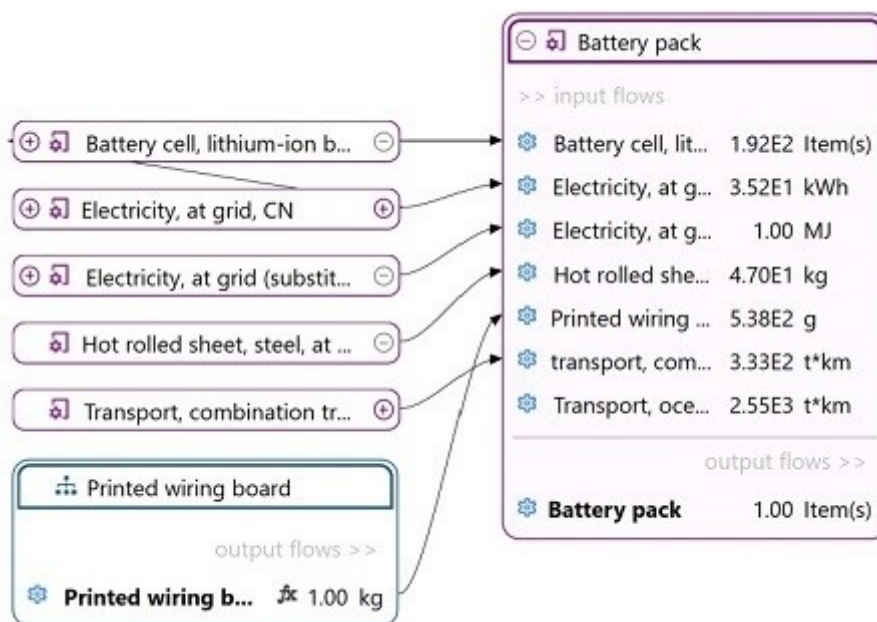 Battery pack
>> input flows
Battery cell, lithium-ion b...
Battery cell, lit... 1.92E2 Item(s)
Electricity, at grid, CN
Electricity, at g... 3.52E1 kWh
Electricity, at g... 1.00 MJ
Electricity, at grid (substit...
Hot rolled she... 4.70E1 kg
Printed wiring ... 5.38E2 g
Hot rolled sheet, steel, at ...
transport, com... 3.33E2 t*km
Transport, combination tr...
Transport, oce... 2.55E3 t*km
output flows >>
Battery pack 1.00 Item(s)
Printed wiring board
output flows >>
Printed wiring b... fx 1.00 kg